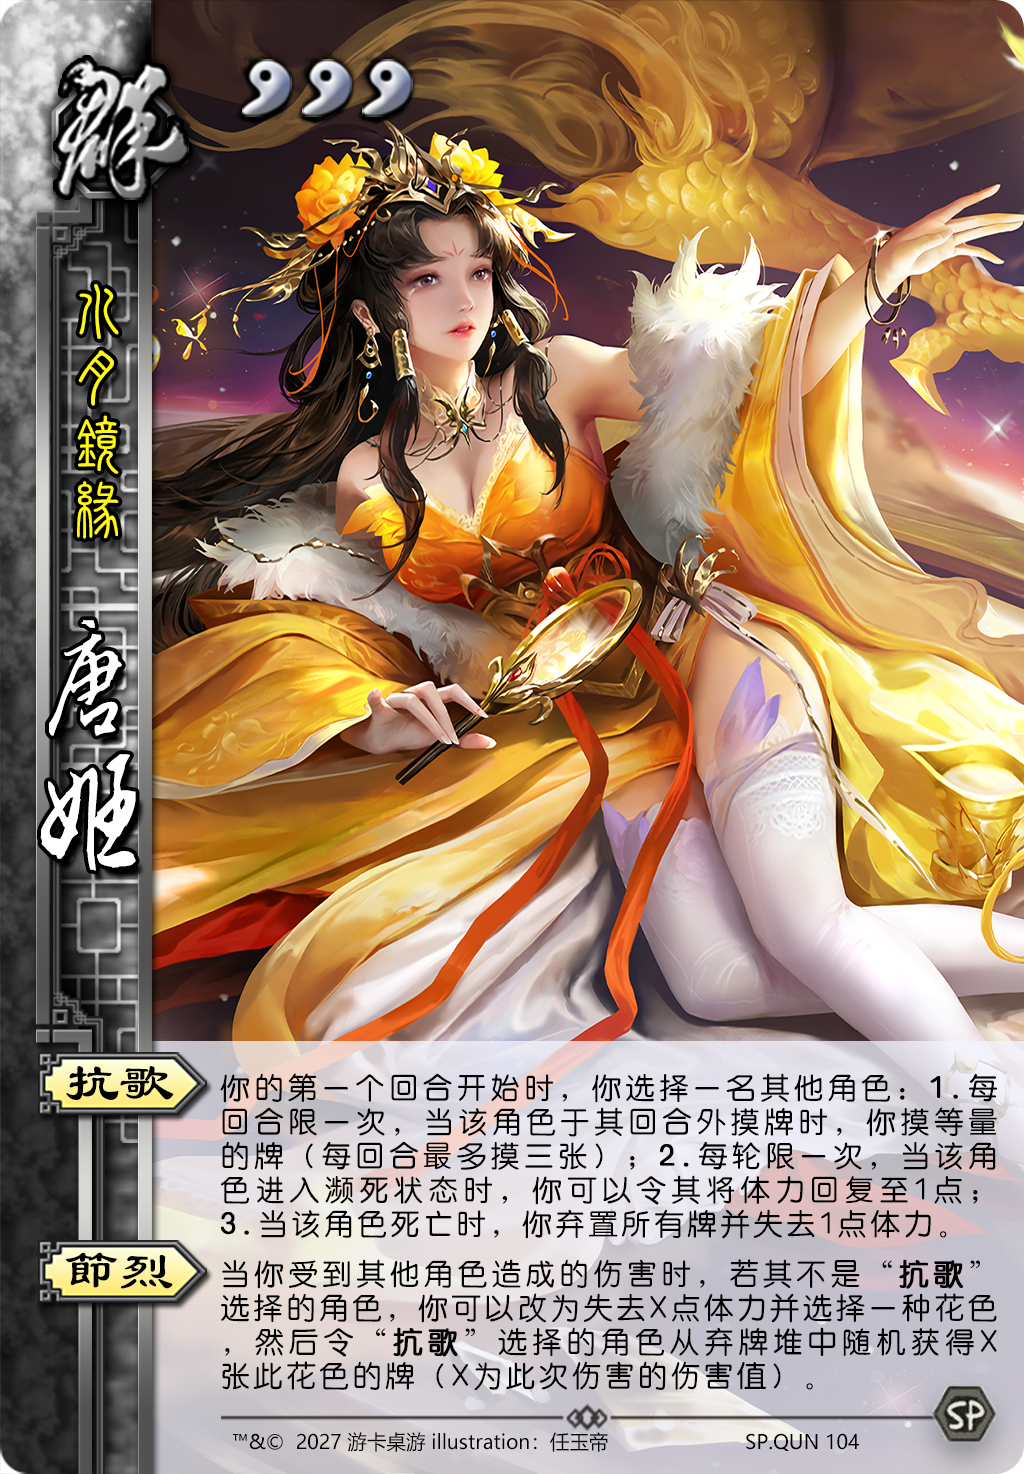 群
水月鏡緣
唐姬
抗歌
你的第一个回合开始时，你选择一名其他角色：1.每
回合限一次，当该角色于其回合外摸牌时，你摸等量
的牌（每回合最多摸三张）；2.每轮限一次，当该角
色进入濒死状态时，你可以令其将体力回复至1点；
3.当该角色死亡时，你弃置所有牌并失去1点体力。
節烈
当你受到其他角色造成的伤害时，若其不是“抗歌”
选择的角色，你可以改为失去X点体力并选择一种花色
，然后令“抗歌”选择的角色从弃牌堆中随机获得X
张此花色的牌（X为此次伤害的伤害值）。
SP
™&© 2027 游卡桌游 illustration：任玉帝
SP.QUN 104